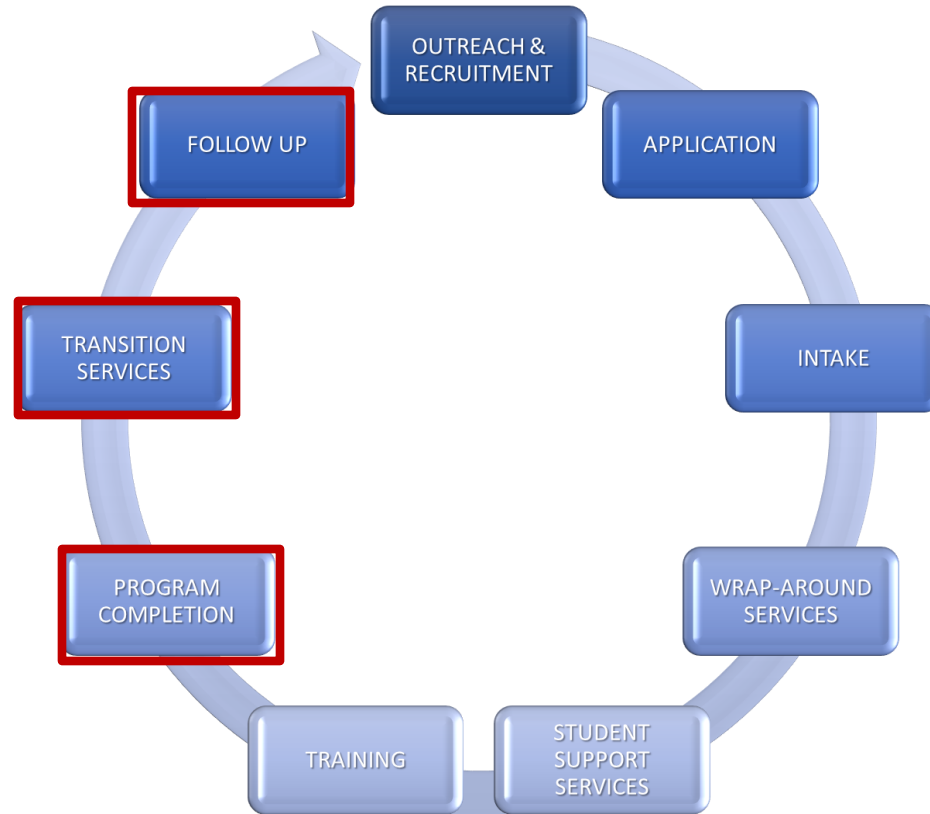 OUTREACH &
RECRUITMENT
APPLICATION
INTAKE
WRAP-AROUND
SERVICES
STUDENT
SUPPORT
SERVICES
TRAINING
PROGRAM
COMPLETION
TRANSITION
SERVICES
FOLLOW UP